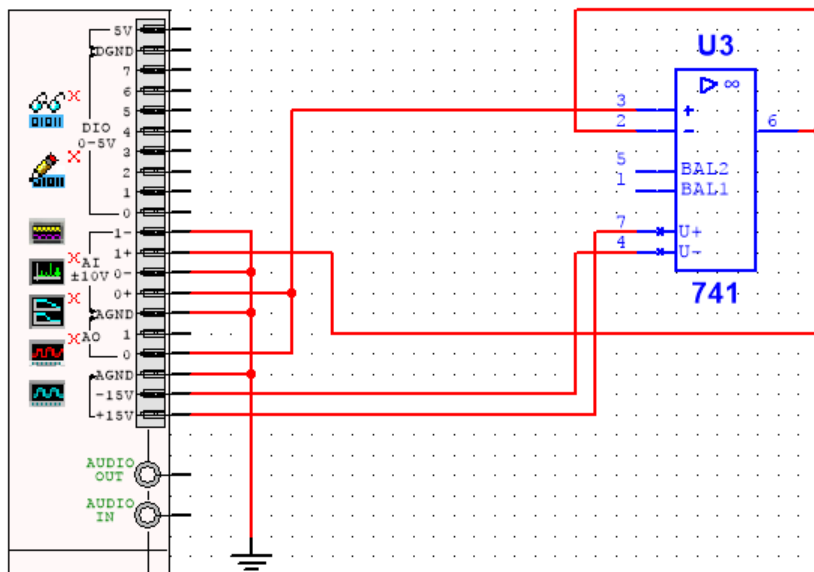 5V
DGND
7
6
5
4
3
2
1
0
DIO
0-5V
1-
1+
0-
0+
AI
±10V
AGND
1
0
AO
AGND
-15V
+15V
AUDIO
OUT
AUDIO
IN
01011
01011
X
X
X
X
X
U3
▷ ∞
3 +
2 -
6
5 BAL2
1 BAL1
7 U+
4 U-
741